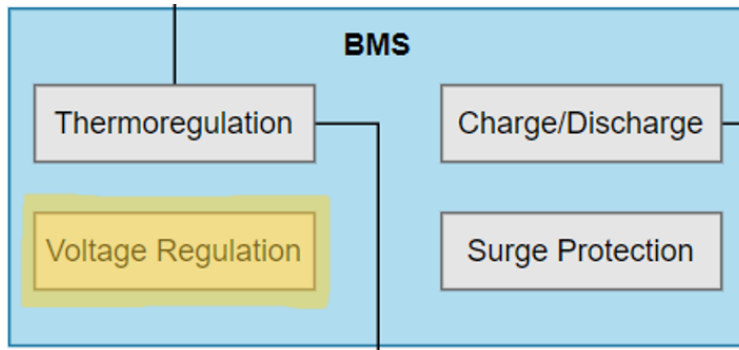 BMS
Thermoregulation
Charge/Discharge
Voltage Regulation
Surge Protection